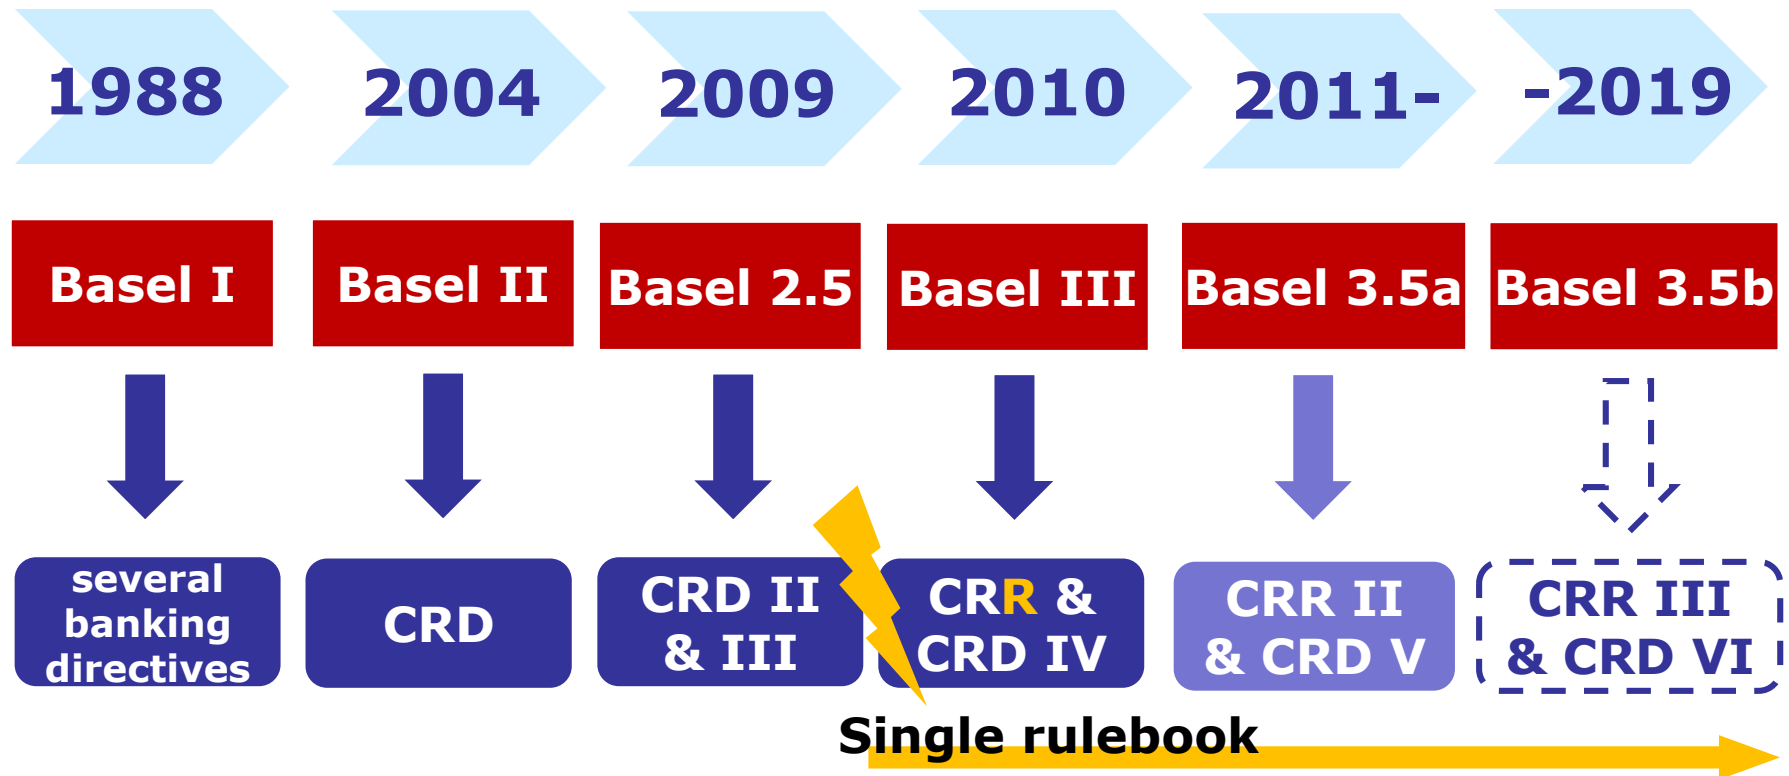 1988
2004
2009
2010
2011-
-2019
Basel I
Basel II
Basel 2.5
Basel III
Basel 3.5a
Basel 3.5b
several
banking
directives
CRD
CRD II
& III
CRR &
CRD IV
CRR II
& CRD V
CRR III
& CRD VI
Single rulebook